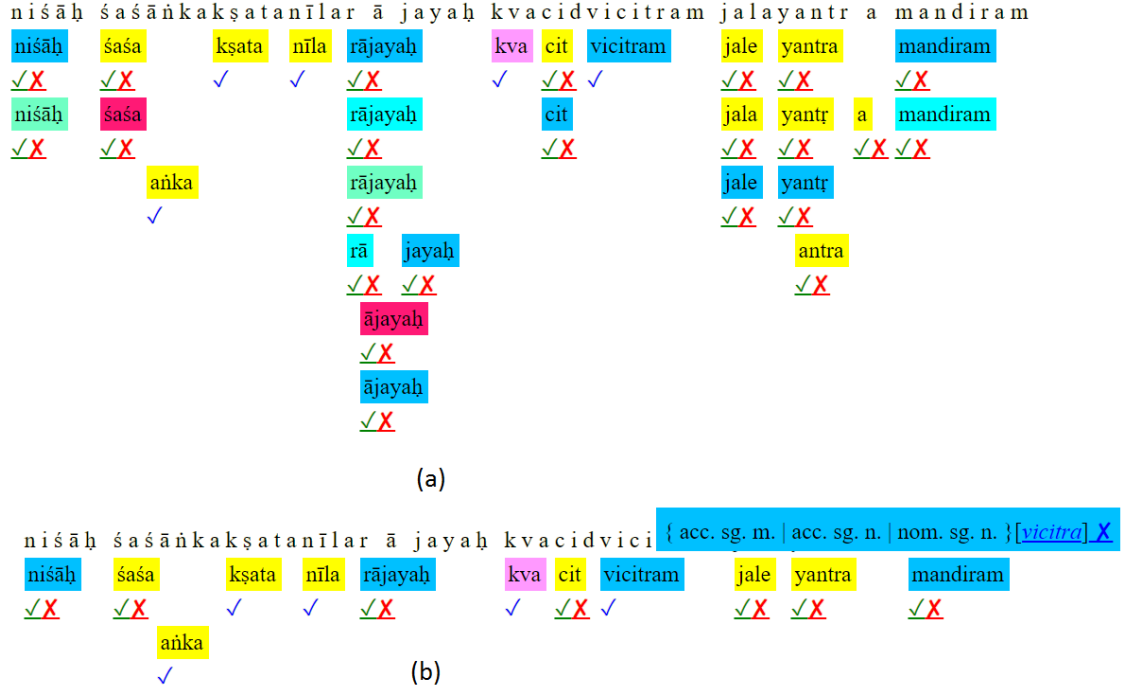 n i ś ā ḥ ś a ś ā ṅ k a k ṣ a t a n ī l a r ā j a y a ḥ k v a c i d v i c i t r a m j a l a y a n t r a m a n d i r a m
niśāḥ śaśa kṣata nīla rājayaḥ kva cit vicitram jale yantra mandiram
✓✗ ✓✗ ✓ ✓ ✓✗ ✓ ✓✗ ✓ ✓✗ ✓✗ ✓✗
niśāḥ śaśa rājayaḥ cit jala yantṛ a mandiram
✓✗ ✓✗ ✓✗ ✓✗ ✓✗ ✓✗ ✓✗ ✓✗
aṅka rājayaḥ jale yantṛ
✓ ✓✗ ✓✗ ✓✗
rā jayaḥ antra
✓✗ ✓✗ ✓✗
ājayaḥ
✓✗
ājayaḥ
✓✗
(a)
{ acc. sg. m. | acc. sg. n. | nom. sg. n. }[vicitra] ✗
n i ś ā ḥ ś a ś ā ṅ k a k ṣ a t a n ī l a r ā j a y a ḥ k v a c i d v i c i
niśāḥ śaśa kṣata nīla rājayaḥ kva cit vicitram jale yantra mandiram
✓✗ ✓✗ ✓ ✓ ✓✗ ✓ ✓✗ ✓ ✓✗ ✓✗ ✓✗
aṅka
✓
(b)